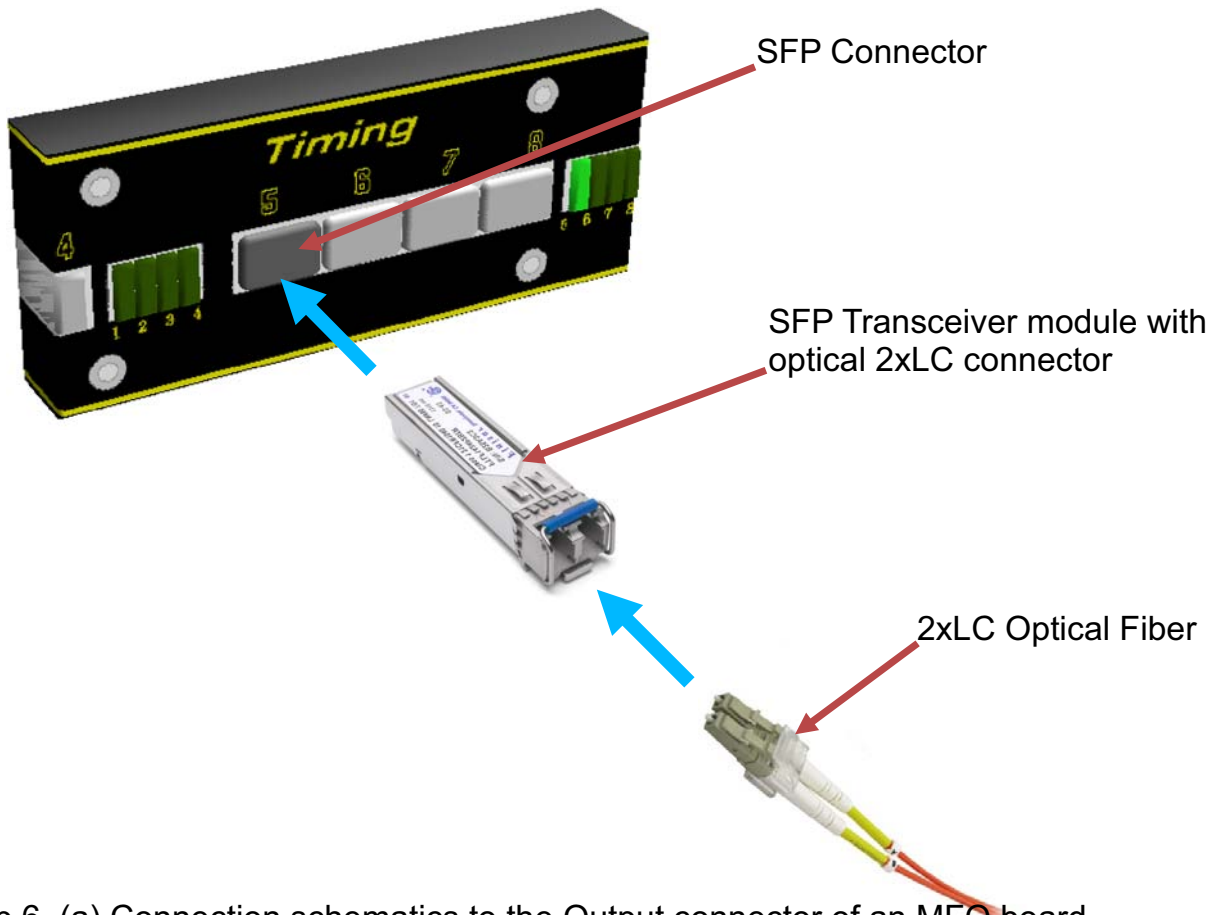 SFP Connector
Timing
5 6 7 8
4
5 6 7 8
1 2 3 4
SFP Transceiver module with
optical 2xLC connector
2xLC Optical Fiber
6. (a) Connection schematics to the Output connector of an MFO board